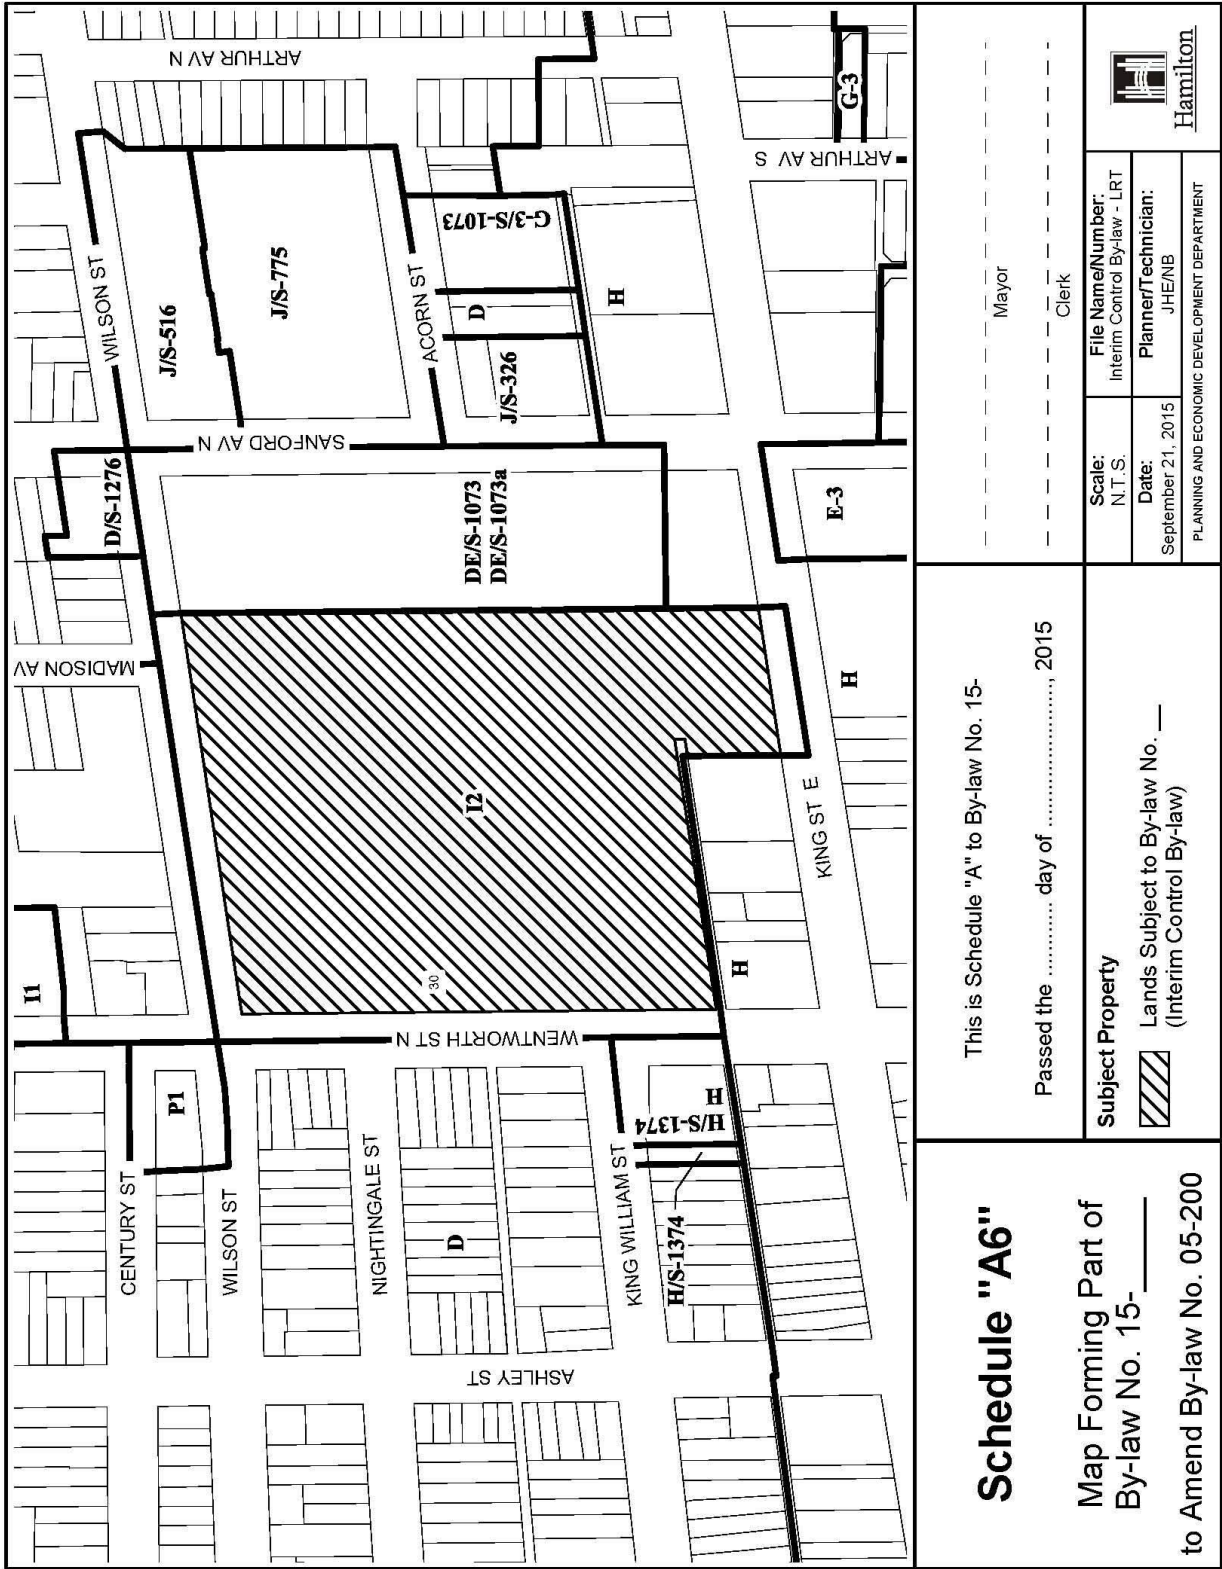 ARTHUR AV N
WILSON ST
J/S-516
J/S-775
ACORN ST
G-3/S-1073
D
J/S-326
H
G-3
ARTHUR AV S
SANFORD AV N
D/S-1276
DE/S-1073
DE/S-1073a
E-3
MADISON AV
I2
H
KING ST E
I1
30
H
WENTWORTH ST N
P1
CENTURY ST
WILSON ST
NIGHTINGALE ST
D
KING WILLIAM ST
H
H/S-1374
H/S-1374
ASHLEY ST
Schedule "A6"
Map Forming Part of
By-law No. 15-______
to Amend By-law No. 05-200
This is Schedule "A" to By-law No. 15-
Passed the ............ day of ....................., 2015
Subject Property
Lands Subject to By-law No. __
(Interim Control By-law)
Mayor
Clerk
Scale:
N.T.S.
File Name/Number:
Interim Control By-law - LRT
Date:
September 21, 2015
Planner/Technician:
JHE/NB
PLANNING AND ECONOMIC DEVELOPMENT DEPARTMENT
Hamilton